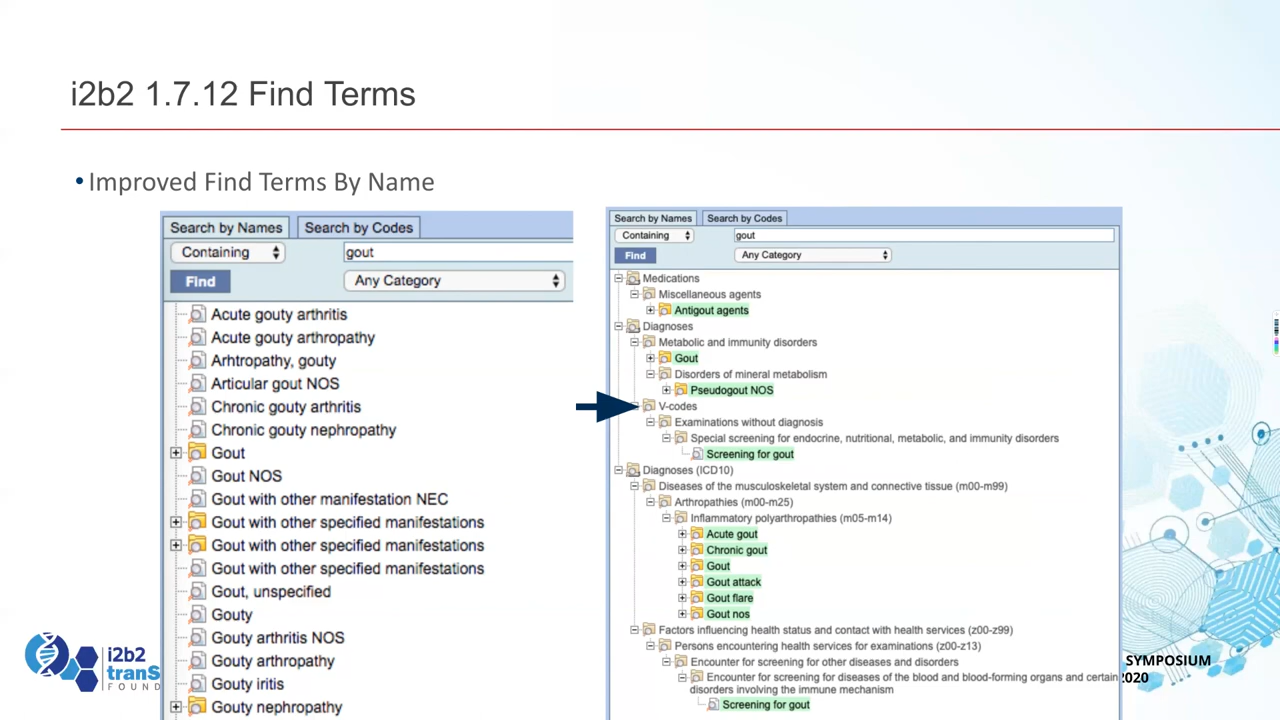 i2b2 1.7.12 Find Terms
• Improved Find Terms By Name
Search by Names Search by Codes
Containing gout
Find Any Category
Acute gouty arthritis
Acute gouty arthropathy
Arhtropathy, gouty
Articular gout NOS
Chronic gouty arthritis
Chronic gouty nephropathy
Gout
Gout NOS
Gout with other manifestation NEC
Gout with other specified manifestations
Gout with other specified manifestations
Gout with other specified manifestations
Gout, unspecified
Gouty
Gouty arthritis NOS
Gouty arthropathy
Gouty iritis
Gouty nephropathy
Search by Names Search by Codes
Containing gout
Find Any Category
Medications
Miscellaneous agents
Antigout agents
Diagnoses
Metabolic and immunity disorders
Gout
Disorders of mineral metabolism
Pseudogout NOS
V-codes
Examinations without diagnosis
Special screening for endocrine, nutritional, metabolic, and immunity disorders
Screening for gout
Diagnoses (ICD10)
Diseases of the musculoskeletal system and connective tissue (m00-m99)
Arthropathies (m00-m25)
Inflammatory polyarthropathies (m05-m14)
Acute gout
Chronic gout
Gout
Gout attack
Gout flare
Gout nos
Factors influencing health status and contact with health services (z00-z99)
Persons encountering health services for examinations (z00-z13)
Encounter for screening for other diseases and disorders
Encounter for screening for diseases of the blood and blood-forming organs and certain
disorders involving the immune mechanism
Screening for gout
i2b2
tranS
FOUND
SYMPOSIUM
2020